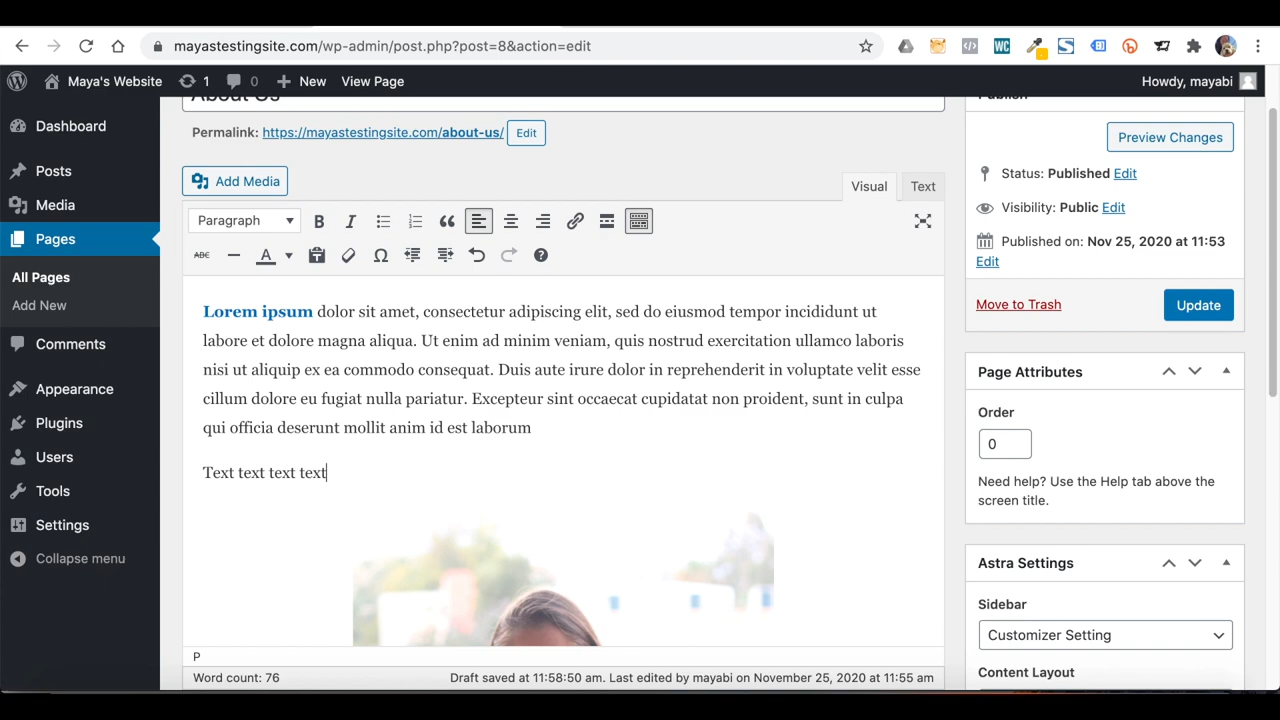 mayastestingsite.com/wp-admin/post.php?post=8&action=edit
Maya's Website 1 0 New View Page Howdy, mayabi
Dashboard
Posts
Media
Pages
All Pages
Add New
Comments
Appearance
Plugins
Users
Tools
Settings
Collapse menu
About Us
Permalink: https://mayastestingsite.com/about-us/ Edit
Add Media
Visual Text
Paragraph B I
ABC A
Lorem ipsum dolor sit amet, consectetur adipiscing elit, sed do eiusmod tempor incididunt ut
labore et dolore magna aliqua. Ut enim ad minim veniam, quis nostrud exercitation ullamco laboris
nisi ut aliquip ex ea commodo consequat. Duis aute irure dolor in reprehenderit in voluptate velit esse
cillum dolore eu fugiat nulla pariatur. Excepteur sint occaecat cupidatat non proident, sunt in culpa
qui officia deserunt mollit anim id est laborum
Text text text text
P
Word count: 76 Draft saved at 11:58:50 am. Last edited by mayabi on November 25, 2020 at 11:55 am
Publish
Preview Changes
Status: Published Edit
Visibility: Public Edit
Published on: Nov 25, 2020 at 11:53
Edit
Move to Trash Update
Page Attributes
Order
0
Need help? Use the Help tab above the
screen title.
Astra Settings
Sidebar
Customizer Setting
Content Layout